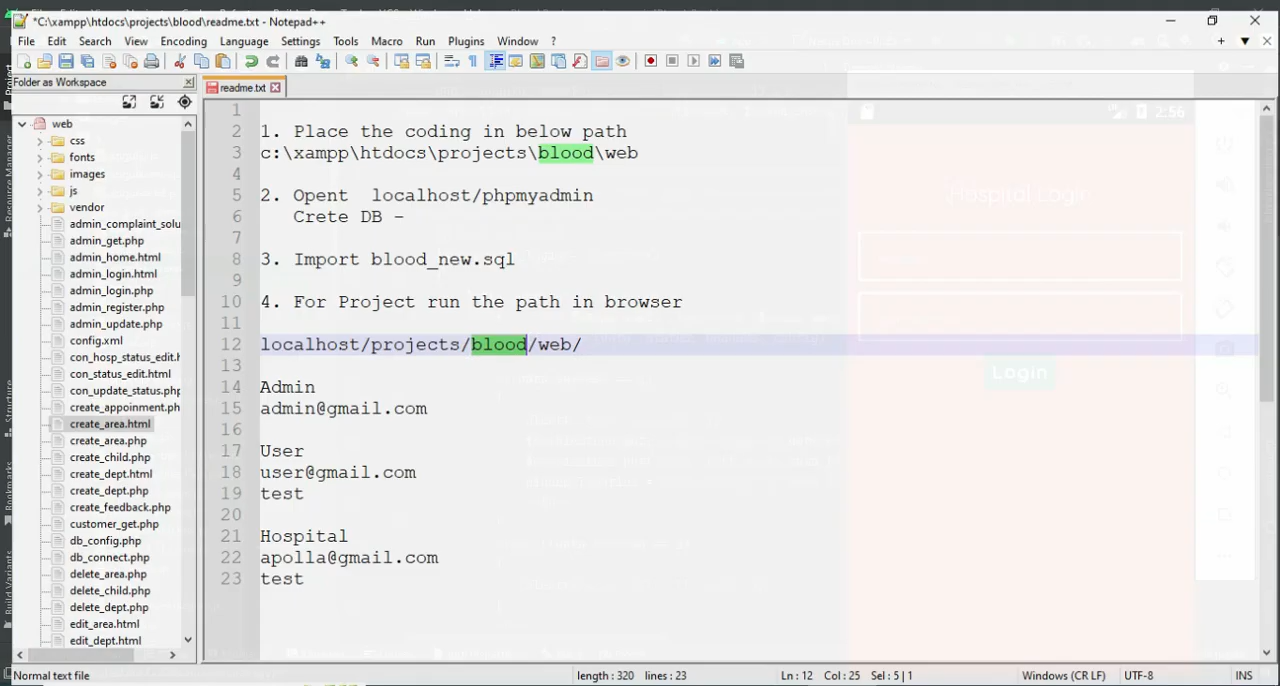 *C:\xampp\htdocs\projects\blood\readme.txt - Notepad++
File Edit Search View Encoding Language Settings Tools Macro Run Plugins Window ?
Folder as Workspace
readme.txt
web
css
fonts
images
js
vendor
admin_complaint_solu
admin_get.php
admin_home.html
admin_login.html
admin_login.php
admin_register.php
admin_update.php
config.xml
con_hosp_status_edit.h
con_status_edit.html
con_update_status.php
create_appoinment.ph
create_area.html
create_area.php
create_child.php
create_dept.html
create_dept.php
create_feedback.php
customer_get.php
db_config.php
db_connect.php
delete_area.php
delete_child.php
delete_dept.php
edit_area.html
edit_dept.html
1
2 1. Place the coding in below path
3 c:\xampp\htdocs\projects\blood\web
4
5 2. Opent  localhost/phpmyadmin
6 Crete DB -
7
8 3. Import blood_new.sql
9
10 4. For Project run the path in browser
11
12 localhost/projects/blood/web/
13
14 Admin
15 admin@gmail.com
16
17 User
18 user@gmail.com
19 test
20
21 Hospital
22 apolla@gmail.com
23 test
2:56
Hospital Login
Login
Project
Resource Manager
Structure
Bookmarks
Build Variants
Normal text file
length : 320 lines : 23
Ln : 12 Col : 25 Sel : 5 | 1
Windows (CR LF)
UTF-8
INS